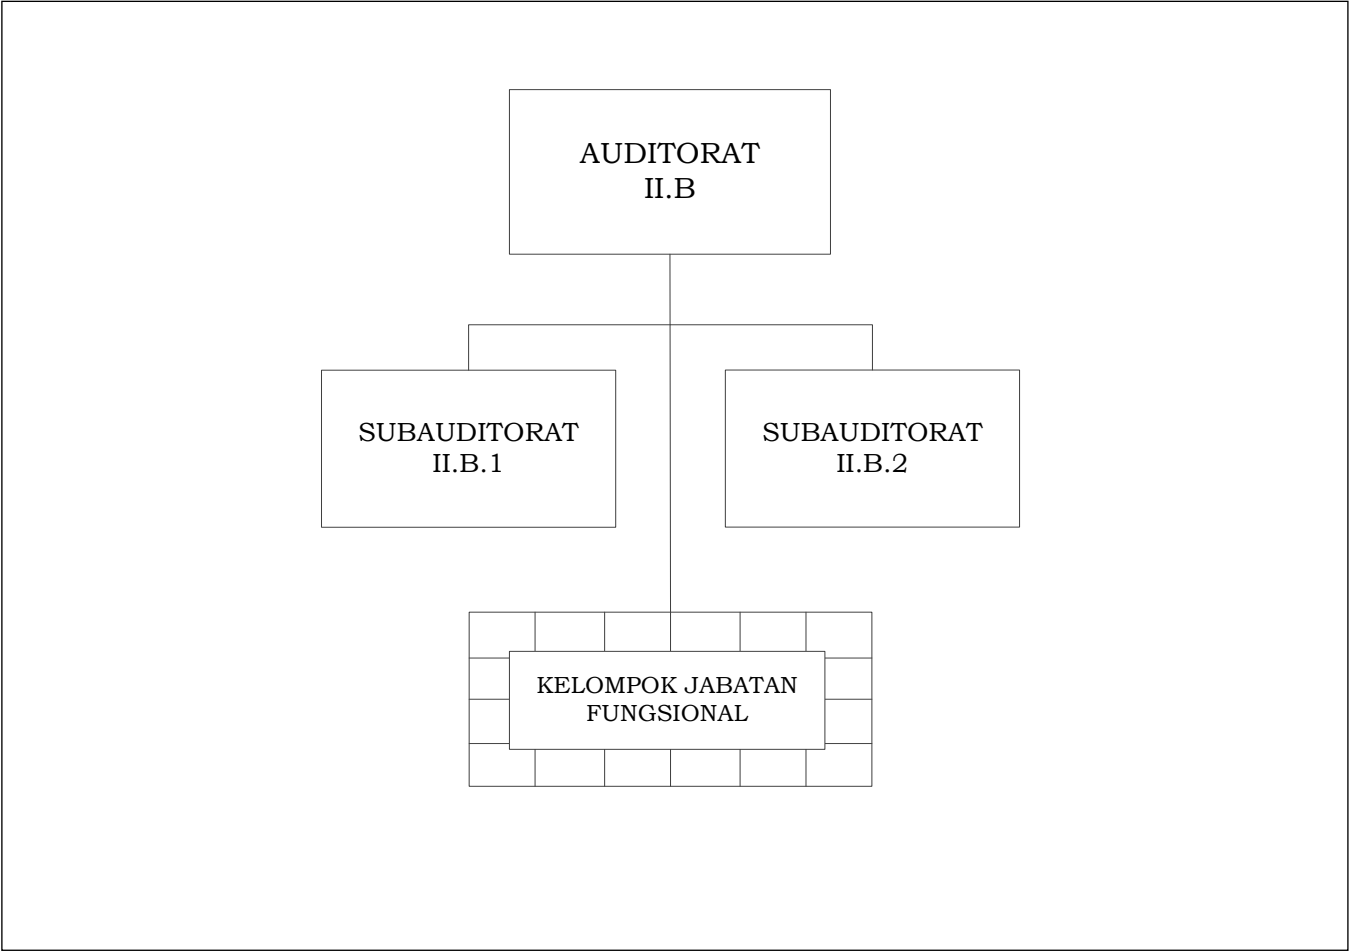 AUDITORAT
II.B
SUBAUDITORAT
II.B.1
SUBAUDITORAT
II.B.2
KELOMPOK JABATAN
FUNGSIONAL